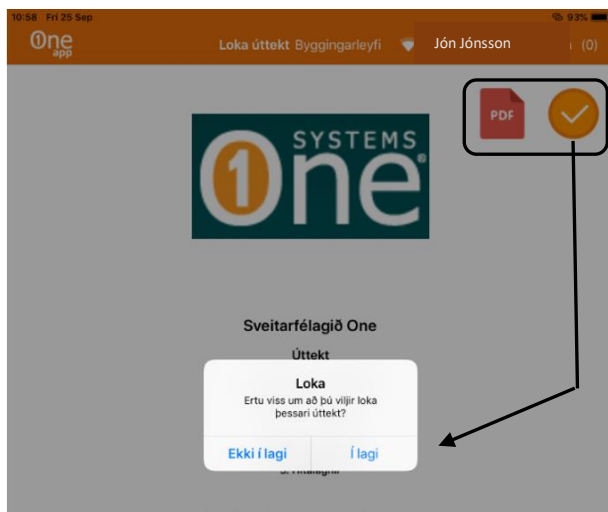 10:58 Fri 25 Sep 93%
One app
Loka úttekt Byggingarleyfi Jón Jónsson (0)
PDF
SYSTEMS
One®
Sveitarfélagið One
Úttekt
Loka
Ertu viss um að þú viljir loka
þessari úttekt?
Ekki í lagi Í lagi